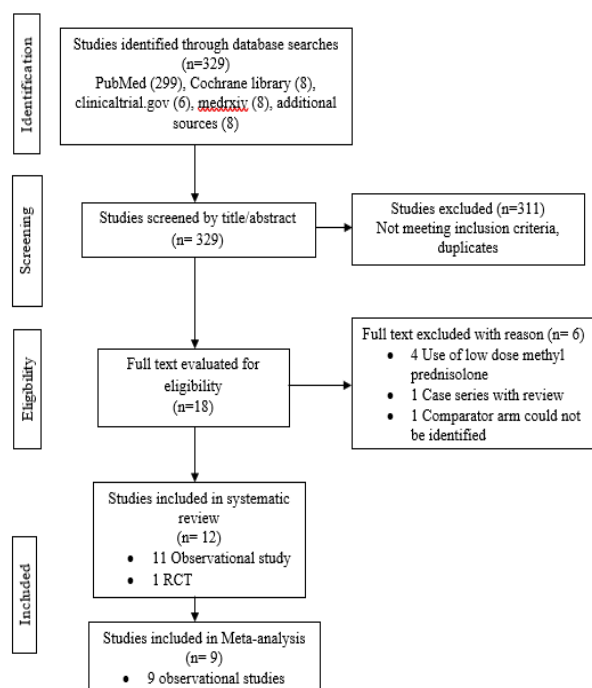 Identification
Studies identified through database searches
(n=329)
PubMed (299), Cochrane library (8),
clinicaltrial.gov (6), medrxiv (8), additional
sources (8)
Screening
Studies screened by title/abstract
(n= 329)
Studies excluded (n=311)
Not meeting inclusion criteria,
duplicates
Eligibility
Full text evaluated for
eligibility
(n=18)
Full text excluded with reason (n= 6)
• 4 Use of low dose methyl
prednisolone
• 1 Case series with review
• 1 Comparator arm could not
be identified
Included
Studies included in systematic
review
(n= 12)
• 11 Observational study
• 1 RCT
Studies included in Meta-analysis
(n= 9)
• 9 observational studies